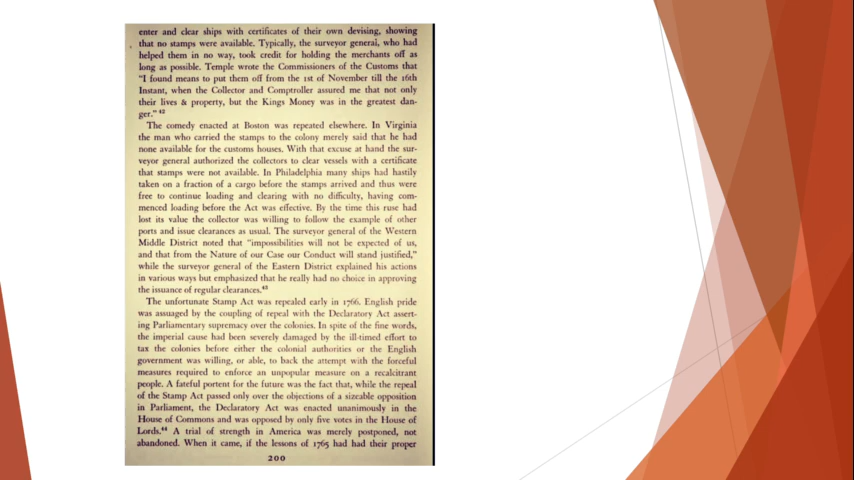 enter and clear ships with certificates of their own devising, showing
that no stamps were available. Typically, the surveyor general, who had
helped them in no way, took credit for holding the merchants off as
long as possible. Temple wrote the Commissioners of the Customs that
"I found means to put them off from the 1st of November till the 16th
Instant, when the Collector and Comptroller assured me that not only
their lives & property, but the Kings Money was in the greatest dan-
ger." 42
The comedy enacted at Boston was repeated elsewhere. In Virginia
the man who carried the stamps to the colony merely said that he had
none available for the customs houses. With that excuse at hand the sur-
veyor general authorized the collectors to clear vessels with a certificate
that stamps were not available. In Philadelphia many ships had hastily
taken on a fraction of a cargo before the stamps arrived and thus were
free to continue loading and clearing with no difficulty, having com-
menced loading before the Act was effective. By the time this ruse had
lost its value the collector was willing to follow the example of other
ports and issue clearances as usual. The surveyor general of the Western
Middle District noted that "impossibilities will not be expected of us,
and that from the Nature of our Case our Conduct will stand justified,"
while the surveyor general of the Eastern District explained his actions
in various ways but emphasized that he really had no choice in approving
the issuance of regular clearances.43
The unfortunate Stamp Act was repealed early in 1766. English pride
was assuaged by the coupling of repeal with the Declaratory Act assert-
ing Parliamentary supremacy over the colonies. In spite of the fine words,
the imperial cause had been severely damaged by the ill-timed effort to
tax the colonies before either the colonial authorities or the English
government was willing, or able, to back the attempt with the forceful
measures required to enforce an unpopular measure on a recalcitrant
people. A fateful portent for the future was the fact that, while the repeal
of the Stamp Act passed only over the objections of a sizeable opposition
in Parliament, the Declaratory Act was enacted unanimously in the
House of Commons and was opposed by only five votes in the House of
Lords.44 A trial of strength in America was merely postponed, not
abandoned. When it came, if the lessons of 1765 had had their proper
200